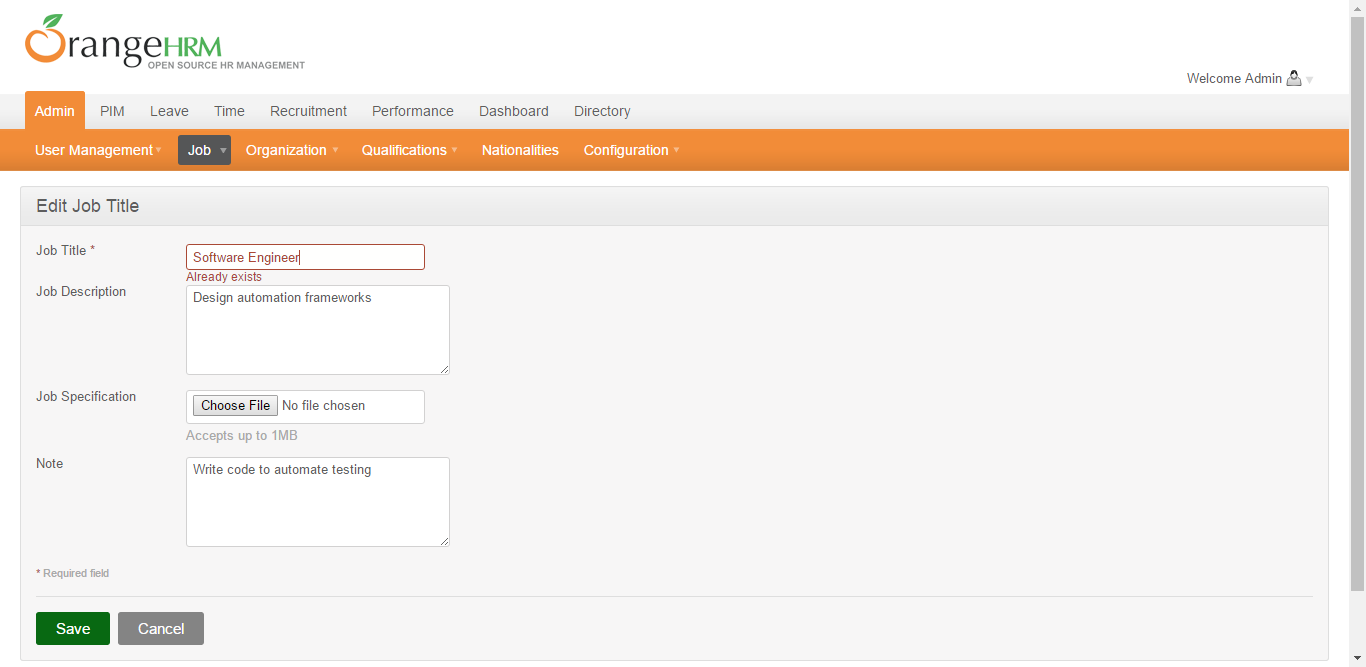 OrangeHRM
OPEN SOURCE HR MANAGEMENT
Welcome Admin
Admin PIM Leave Time Recruitment Performance Dashboard Directory
User Management Job Organization Qualifications Nationalities Configuration
Edit Job Title
Job Title * Software Engineer
Already exists
Job Description Design automation frameworks
Job Specification Choose File No file chosen
Accepts up to 1MB
Note Write code to automate testing
* Required field
Save Cancel